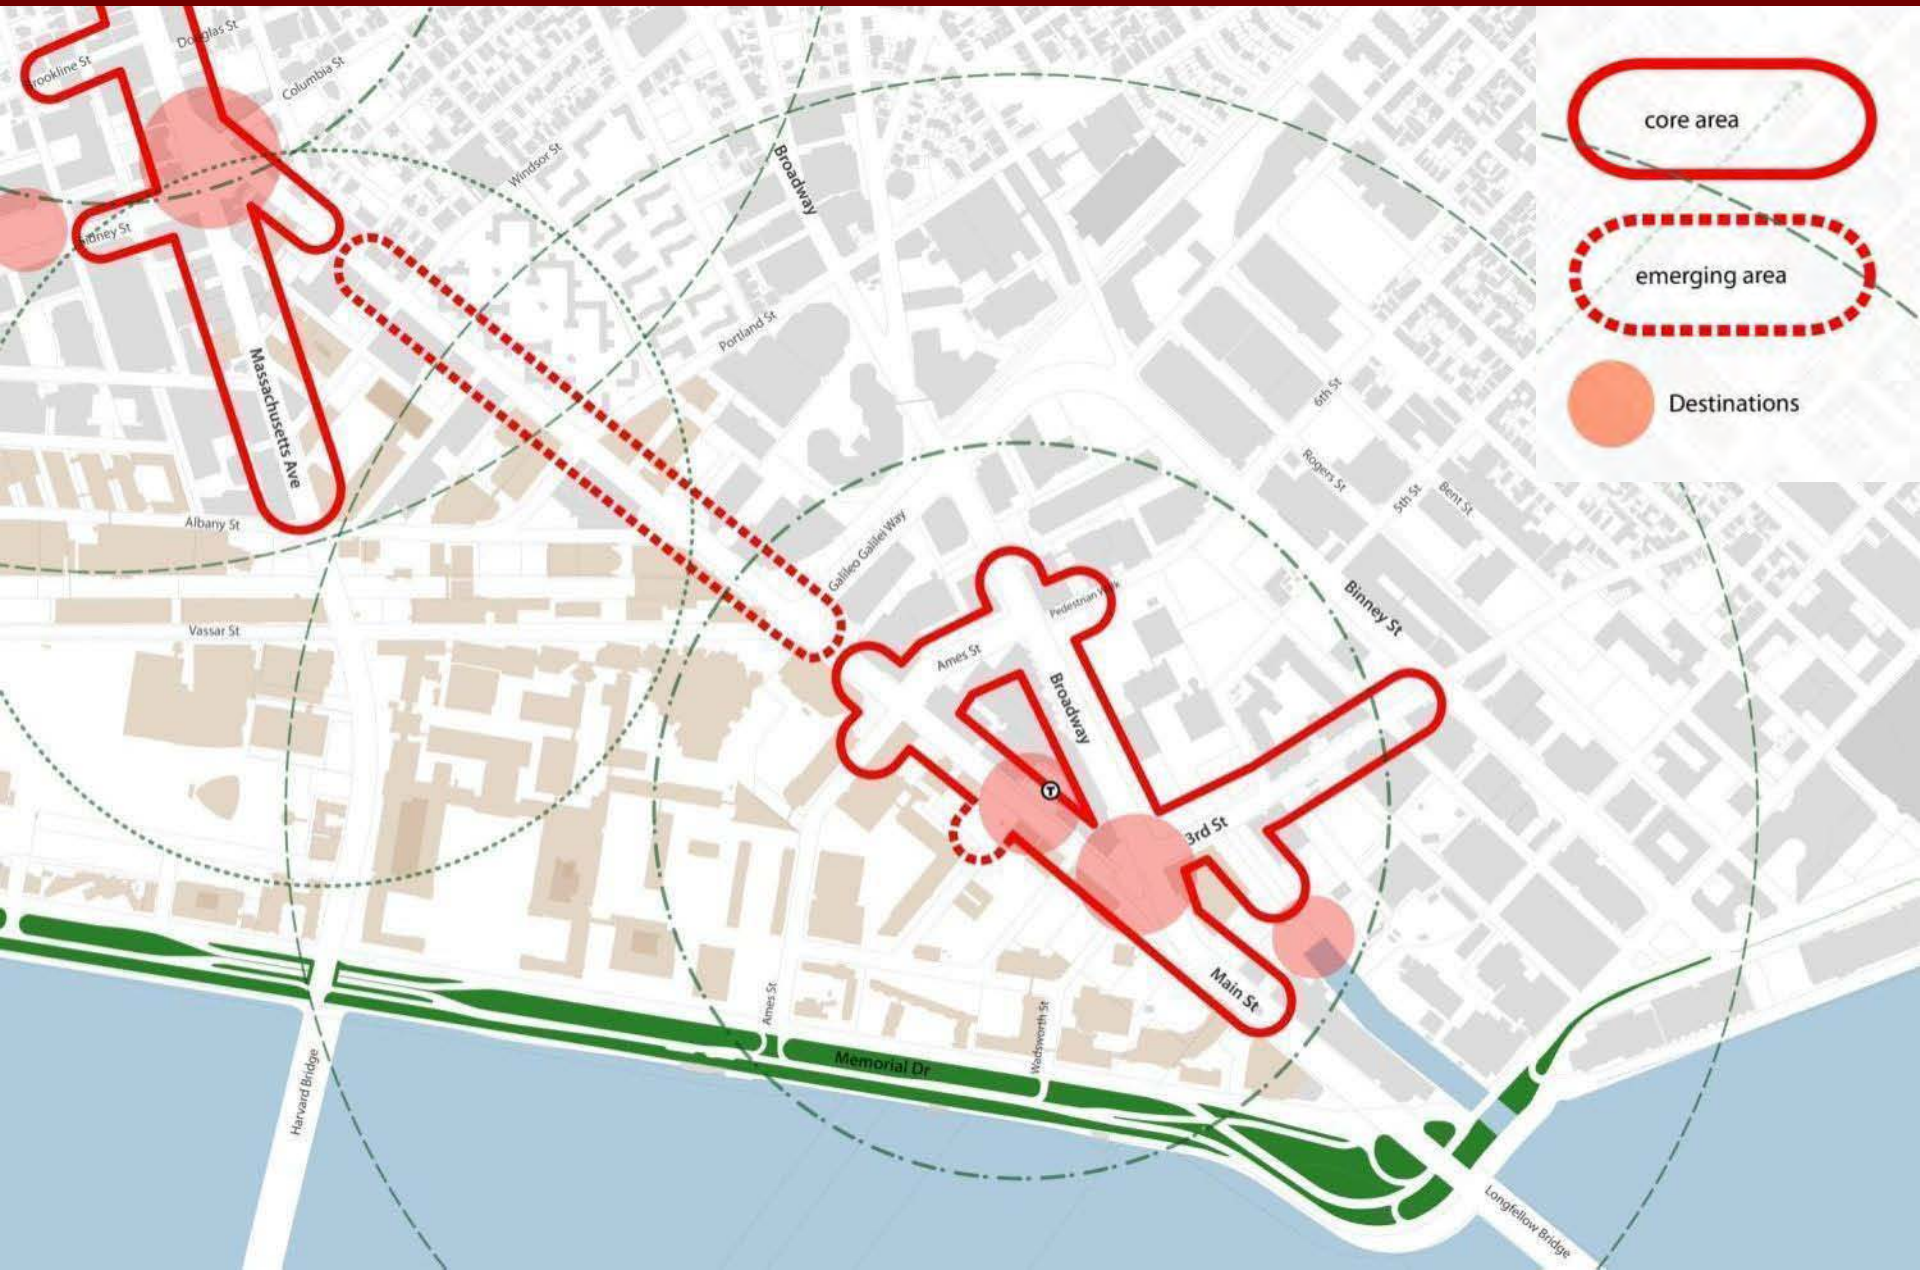 Douglas St
Brookline St
Columbia St
core area
Windsor St
Broadway
Sidney St
emerging area
Portland St
Massachusetts Ave
6th St
Destinations
Rogers St
5th St
Bent St
Albany St
Galileo Galilei Way
Pedestrian Walk
Binney St
Vassar St
Ames St
Broadway
T
3rd St
Main St
Ames St
Wadsworth St
Memorial Dr
Harvard Bridge
Longfellow Bridge